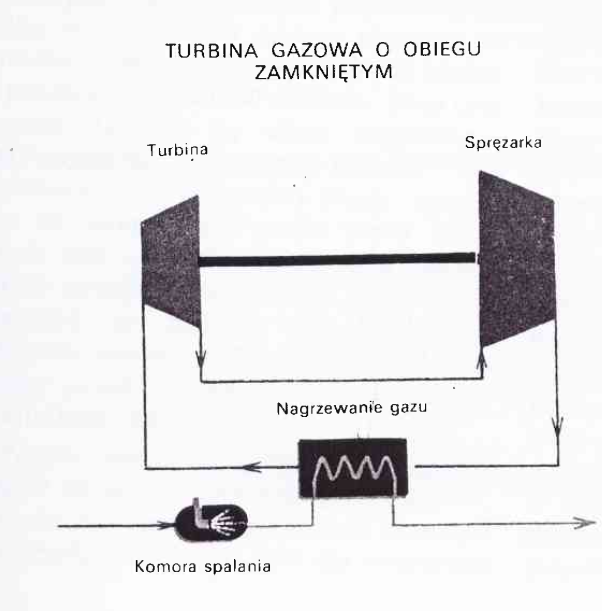 TURBINA GAZOWA O OBIEGU
ZAMKNIĘTYM
Turbina
Sprężarka
Nagrzewanie gazu
Komora spalania